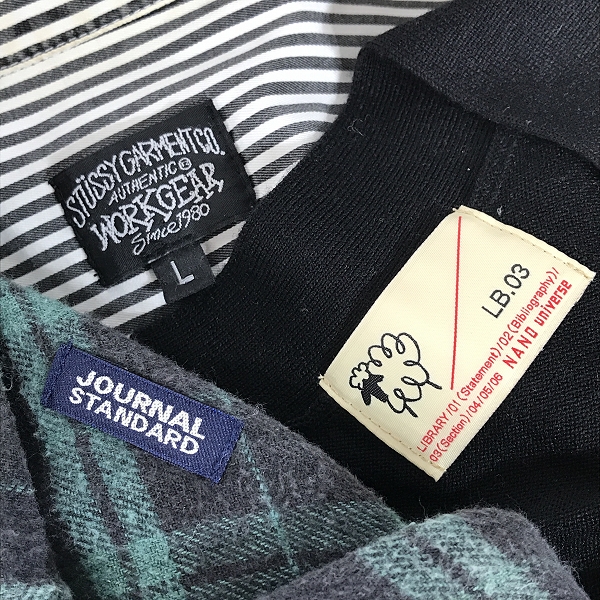 STÜSSY GARMENT CO.
AUTHENTIC ®
WORKGEAR
Since 1980
L
LB.03
LIBRARY/01 (Statement)/02 (Bibliography)/
03(Section)/04/05/06 NANO universe
JOURNAL
STANDARD